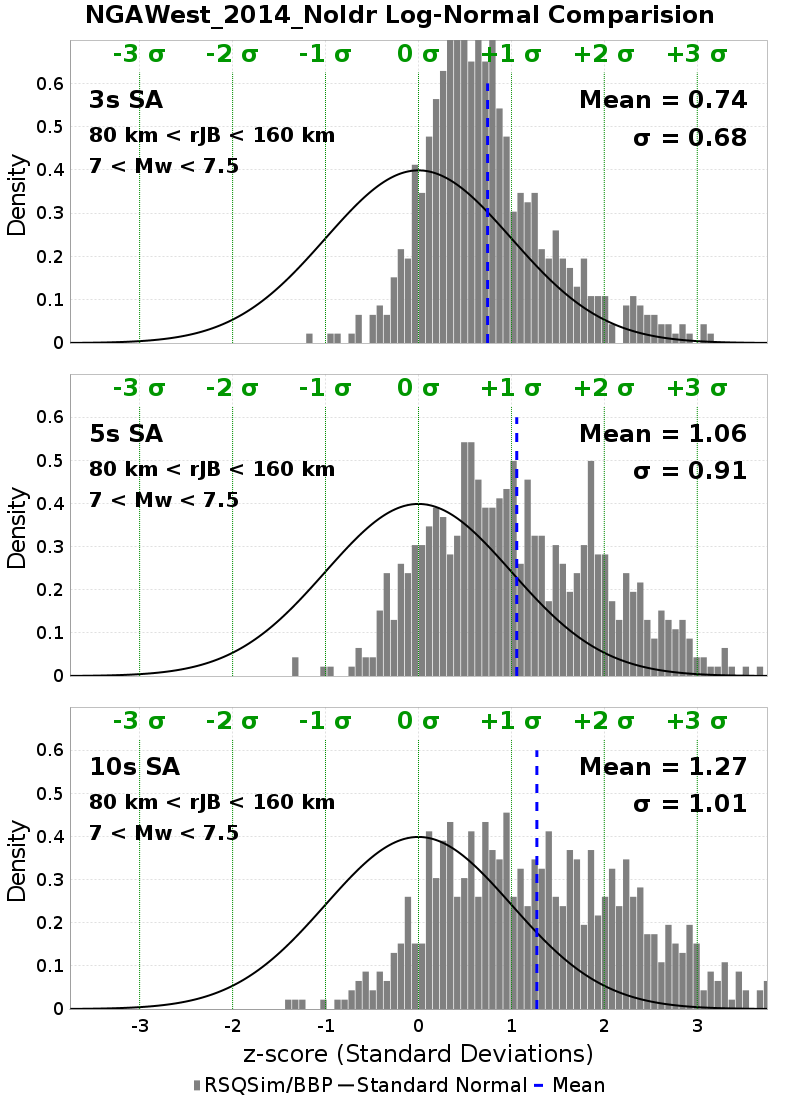 NGAWest_2014_NoIdr Log-Normal Comparision
-3 σ -2 σ -1 σ 0 σ +1 σ +2 σ +3 σ
3s SA
Mean = 0.74
80 km < rJB < 160 km
σ = 0.68
7 < Mw < 7.5
0.6
0.5
0.4
0.3
0.2
0.1
0
Density
-3 σ -2 σ -1 σ 0 σ +1 σ +2 σ +3 σ
5s SA
Mean = 1.06
80 km < rJB < 160 km
σ = 0.91
7 < Mw < 7.5
0.6
0.5
0.4
0.3
0.2
0.1
0
Density
-3 σ -2 σ -1 σ 0 σ +1 σ +2 σ +3 σ
10s SA
Mean = 1.27
80 km < rJB < 160 km
σ = 1.01
7 < Mw < 7.5
0.6
0.5
0.4
0.3
0.2
0.1
0
Density
-3 -2 -1 0 1 2 3
z-score (Standard Deviations)
RSQSim/BBP Standard Normal Mean